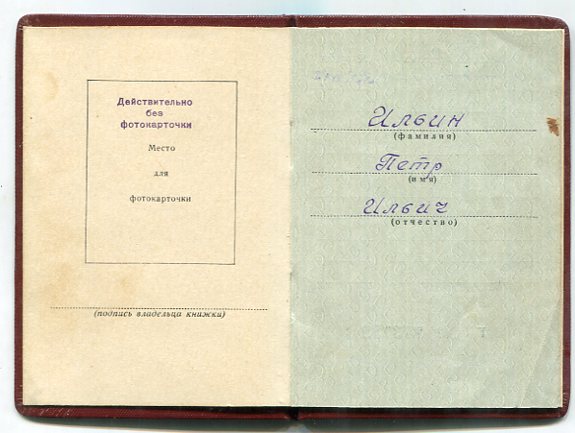 Действительно
без
фотокарточки
Место
для
фотокарточки
(подпись владельца книжки)
Ильин
(фамилия)
Петр
(имя)
Ильич
(отчество)